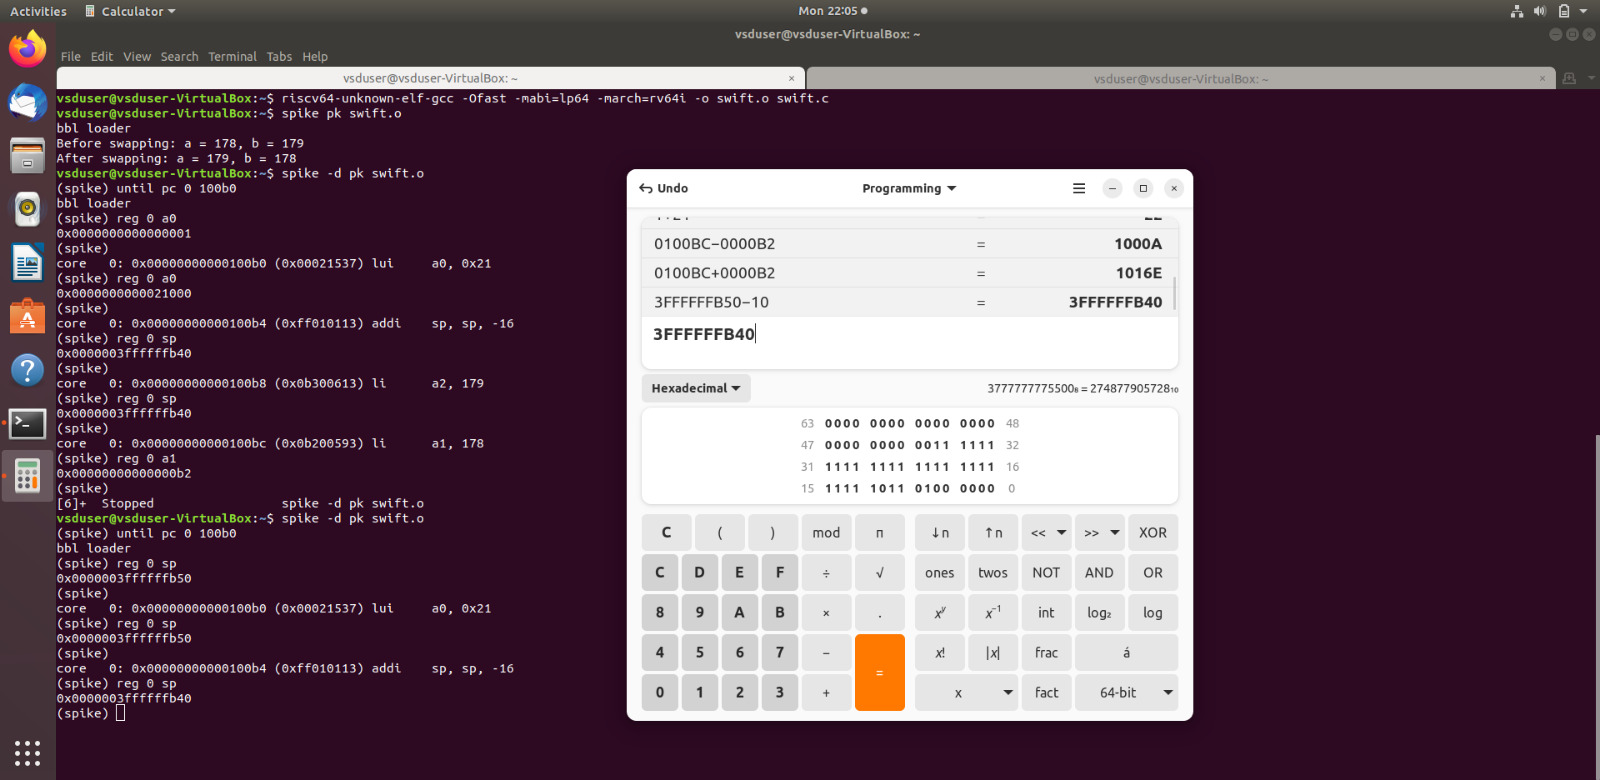 Activities Calculator Mon 22:05
vsduser@vsduser-VirtualBox: ~
File Edit View Search Terminal Tabs Help
vsduser@vsduser-VirtualBox: ~ × vsduser@vsduser-VirtualBox: ~ ×
vsduser@vsduser-VirtualBox:~$ riscv64-unknown-elf-gcc -Ofast -mabi=lp64 -march=rv64i -o swift.o swift.c
vsduser@vsduser-VirtualBox:~$ spike pk swift.o
bbl loader
Before swapping: a = 178, b = 179
After swapping: a = 179, b = 178
vsduser@vsduser-VirtualBox:~$ spike -d pk swift.o
(spike) until pc 0 100b0
bbl loader
(spike) reg 0 a0
0x0000000000000001
(spike)
core   0: 0x00000000000100b0 (0x00021537) lui     a0, 0x21
(spike) reg 0 a0
0x0000000000021000
(spike)
core   0: 0x00000000000100b4 (0xff010113) addi    sp, sp, -16
(spike) reg 0 sp
0x0000003ffffffb40
(spike)
core   0: 0x00000000000100b8 (0x0b300613) li      a2, 179
(spike) reg 0 sp
0x0000003ffffffb40
(spike)
core   0: 0x00000000000100bc (0x0b200593) li      a1, 178
(spike) reg 0 a1
0x00000000000000b2
(spike)
[6]+  Stopped                 spike -d pk swift.o
vsduser@vsduser-VirtualBox:~$ spike -d pk swift.o
(spike) until pc 0 100b0
bbl loader
(spike) reg 0 sp
0x0000003ffffffb50
(spike)
core   0: 0x00000000000100b0 (0x00021537) lui     a0, 0x21
(spike) reg 0 sp
0x0000003ffffffb50
(spike)
core   0: 0x00000000000100b4 (0xff010113) addi    sp, sp, -16
(spike) reg 0 sp
0x0000003ffffffb40
(spike)
Undo Programming
0100BC−0000B2 = 1000A
0100BC+0000B2 = 1016E
3FFFFFFB50−10 = 3FFFFFFB40
3FFFFFFB40
Hexadecimal 3777777775500₈ = 274877905728₁₀
63 0000 0000 0000 0000 48
47 0000 0000 0011 1111 32
31 1111 1111 1111 1111 16
15 1111 1011 0100 0000 0
C ( ) mod π ↓n ↑n << >> XOR
C D E F ÷ √ ones twos NOT AND OR
8 9 A B × . xʸ x⁻¹ int log₂ log
4 5 6 7 − = x! |x| frac á
0 1 2 3 + x fact 64-bit